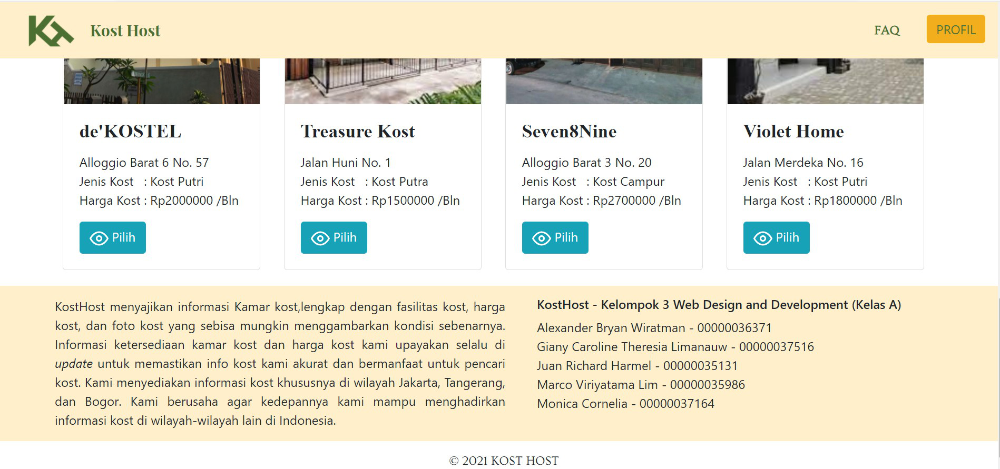 Kost Host
FAQ
PROFIL
de'KOSTEL
Alloggio Barat 6 No. 57
Jenis Kost : Kost Putri
Harga Kost : Rp2000000 /Bln
Pilih
Treasure Kost
Jalan Huni No. 1
Jenis Kost : Kost Putra
Harga Kost : Rp1500000 /Bln
Pilih
Seven8Nine
Alloggio Barat 3 No. 20
Jenis Kost : Kost Campur
Harga Kost : Rp2700000 /Bln
Pilih
Violet Home
Jalan Merdeka No. 16
Jenis Kost : Kost Putri
Harga Kost : Rp1800000 /Bln
Pilih
KostHost menyajikan informasi Kamar kost,lengkap dengan fasilitas kost, harga
kost, dan foto kost yang sebisa mungkin menggambarkan kondisi sebenarnya.
Informasi ketersediaan kamar kost dan harga kost kami upayakan selalu di
update untuk memastikan info kost kami akurat dan bermanfaat untuk pencari
kost. Kami menyediakan informasi kost khususnya di wilayah Jakarta, Tangerang,
dan Bogor. Kami berusaha agar kedepannya kami mampu menghadirkan
informasi kost di wilayah-wilayah lain di Indonesia.
KostHost - Kelompok 3 Web Design and Development (Kelas A)
Alexander Bryan Wiratman - 00000036371
Giany Caroline Theresia Limanauw - 00000037516
Juan Richard Harmel - 00000035131
Marco Viriyatama Lim - 00000035986
Monica Cornelia - 00000037164
© 2021 KOST HOST